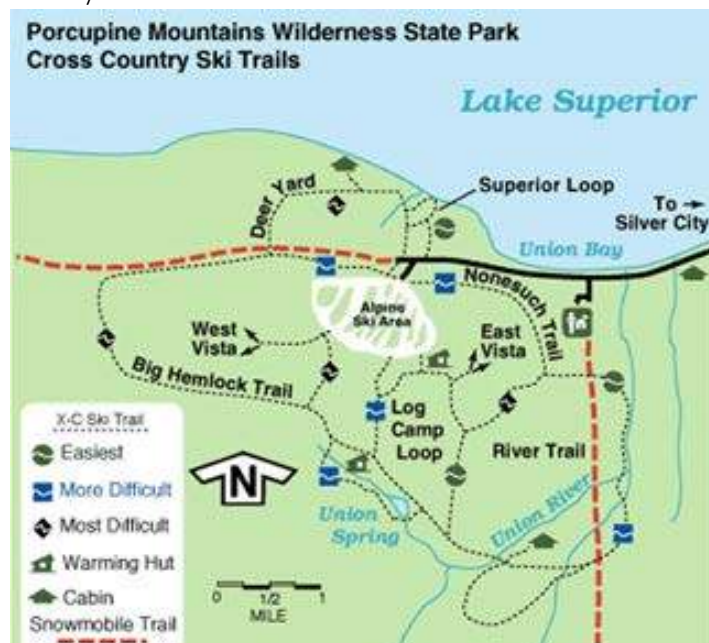 Porcupine Mountains Wilderness State Park
Cross Country Ski Trails
Lake Superior
Deer Yard
Superior Loop
To
Silver City
Union Bay
Nonesuch Trail
Alpine
Ski Area
West
Vista
East
Vista
Big Hemlock Trail
Log
Camp
Loop
River Trail
X-C Ski Trail
Easiest
More Difficult
Most Difficult
Warming Hut
Cabin
Snowmobile Trail
N
Union
Spring
Union River
0 1/2 1
MILE